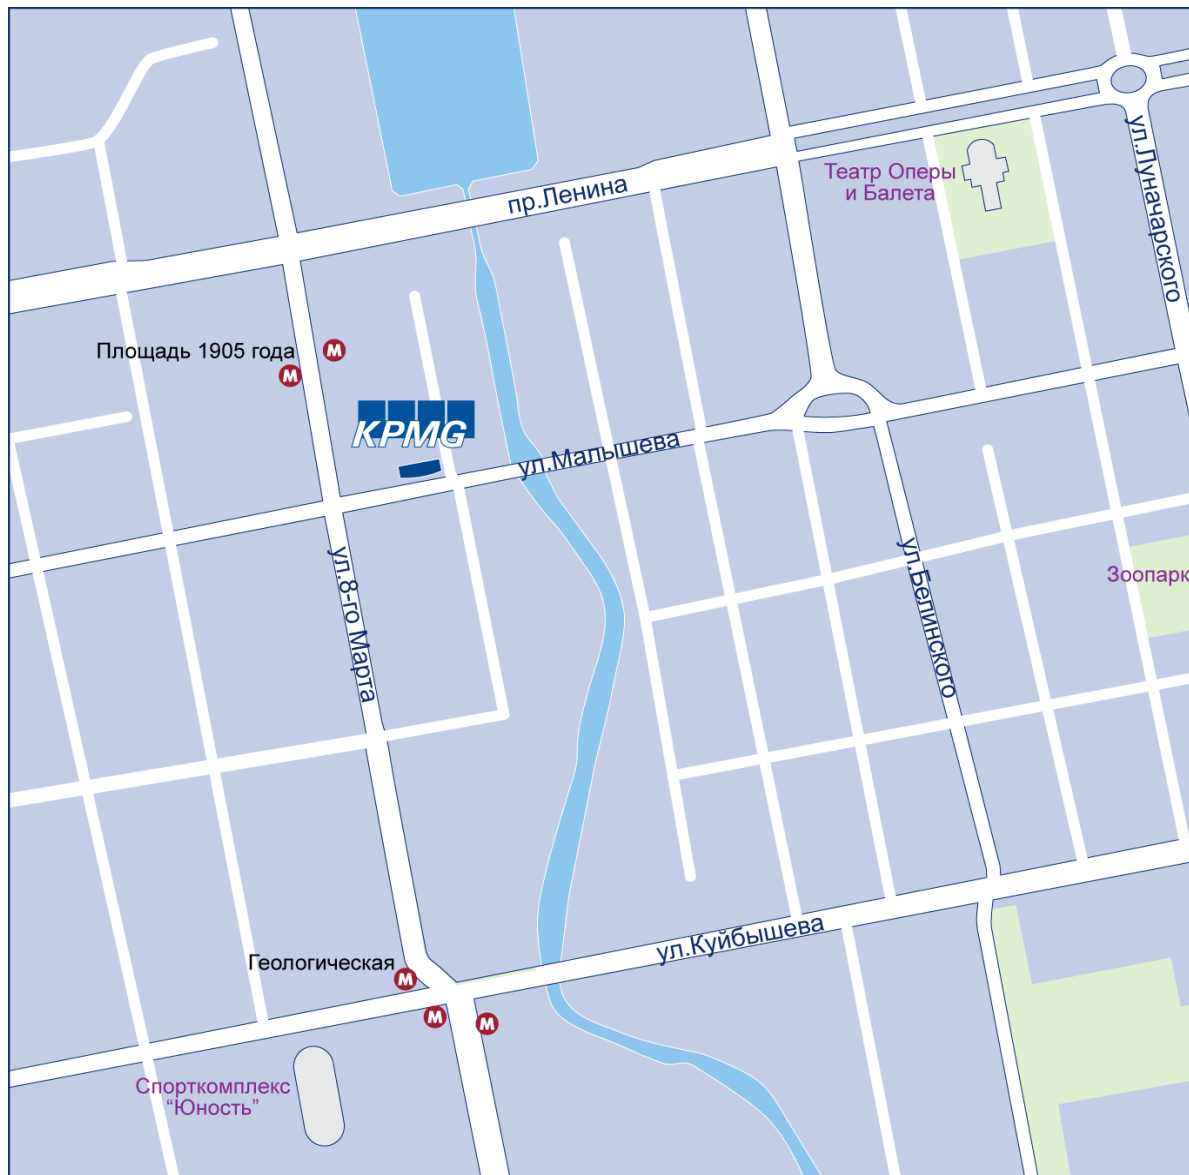 пр.Ленина
Театр Оперы
и Балета
ул.Луначарского
Площадь 1905 года
М
М
KPMG
ул.Малышева
ул.8-го Марта
ул.Белинского
Зоопарк
ул.Куйбышева
Геологическая
М
М
М
Спорткомплекс
“Юность”